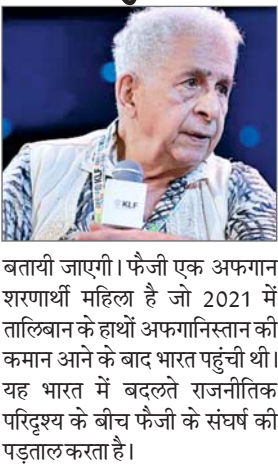 KLF
बतायी जाएगी। फैजी एक अफगान
शरणार्थी महिला है जो 2021 में
तालिबान के हाथों अफगानिस्तान की
कमान आने के बाद भारत पहुंची थी।
यह भारत में बदलते राजनीतिक
परिदृश्य के बीच फैजी के संघर्ष की
पड़ताल करता है।